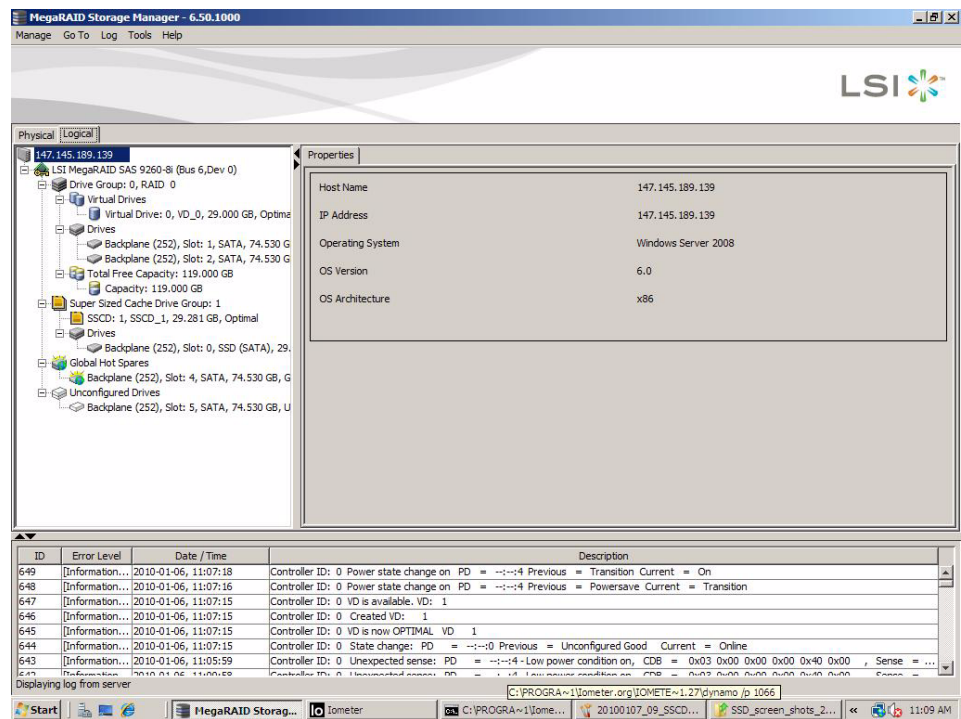 MegaRAID Storage Manager - 6.50.1000
Manage Go To Log Tools Help
LSI
Physical Logical
147.145.189.139
LSI MegaRAID SAS 9260-8i (Bus 6,Dev 0)
Drive Group: 0, RAID 0
Virtual Drives
Virtual Drive: 0, VD_0, 29.000 GB, Optima
Drives
Backplane (252), Slot: 1, SATA, 74.530 G
Backplane (252), Slot: 2, SATA, 74.530 G
Total Free Capacity: 119.000 GB
Capacity: 119.000 GB
Super Sized Cache Drive Group: 1
SSCD: 1, SSCD_1, 29.281 GB, Optimal
Drives
Backplane (252), Slot: 0, SSD (SATA), 29.
Global Hot Spares
Backplane (252), Slot: 4, SATA, 74.530 GB, G
Unconfigured Drives
Backplane (252), Slot: 5, SATA, 74.530 GB, U
Properties
Host Name 147.145.189.139
IP Address 147.145.189.139
Operating System Windows Server 2008
OS Version 6.0
OS Architecture x86
ID Error Level Date / Time Description
649 [Information... 2010-01-06, 11:07:18 Controller ID: 0 Power state change on PD = --:--:4 Previous = Transition Current = On
648 [Information... 2010-01-06, 11:07:16 Controller ID: 0 Power state change on PD = --:--:4 Previous = Powersave Current = Transition
647 [Information... 2010-01-06, 11:07:15 Controller ID: 0 VD is available. VD: 1
646 [Information... 2010-01-06, 11:07:15 Controller ID: 0 Created VD: 1
645 [Information... 2010-01-06, 11:07:15 Controller ID: 0 VD is now OPTIMAL VD 1
644 [Information... 2010-01-06, 11:07:15 Controller ID: 0 State change: PD = --:--:0 Previous = Unconfigured Good Current = Online
643 [Information... 2010-01-06, 11:05:59 Controller ID: 0 Unexpected sense: PD = --:--:4 - Low power condition on, CDB = 0x03 0x00 0x00 0x00 0x40 0x00 , Sense = ...
Displaying log from server
C:\PROGRA~1\Iometer.org\IOMETE~1.27\dynamo /p 1066
Start MegaRAID Storag... Iometer C:\PROGRA~1\Iome... 20100107_09_SSCD... SSD_screen_shots_2... « 11:09 AM